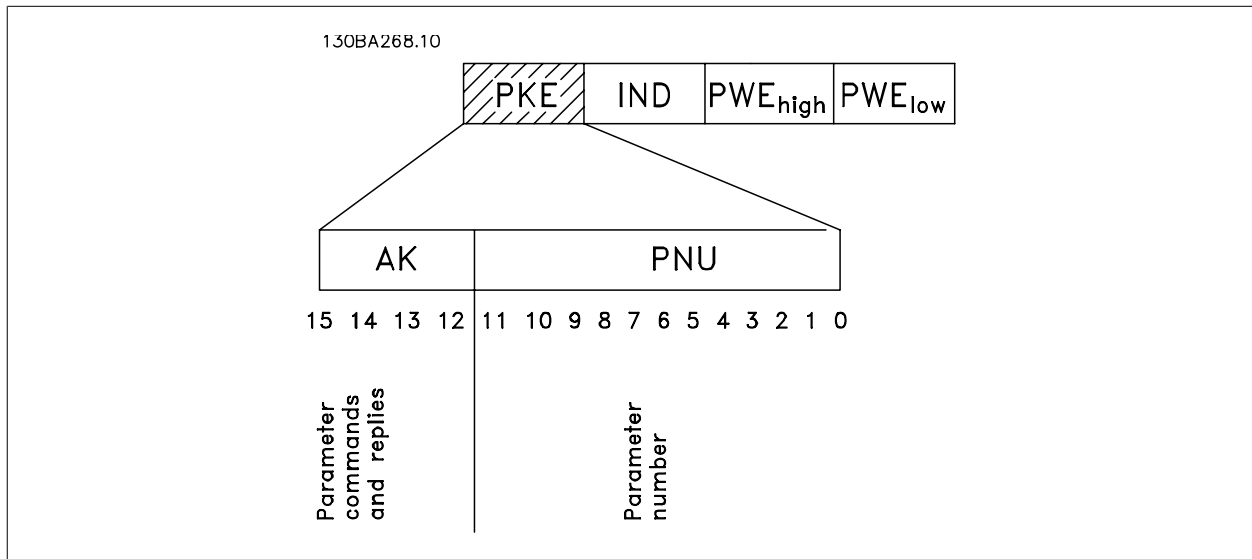 130BA268.10
PKE IND PWEhigh PWElow
AK PNU
15 14 13 12 11 10 9 8 7 6 5 4 3 2 1 0
Parameter
commands
and replies
Parameter
number